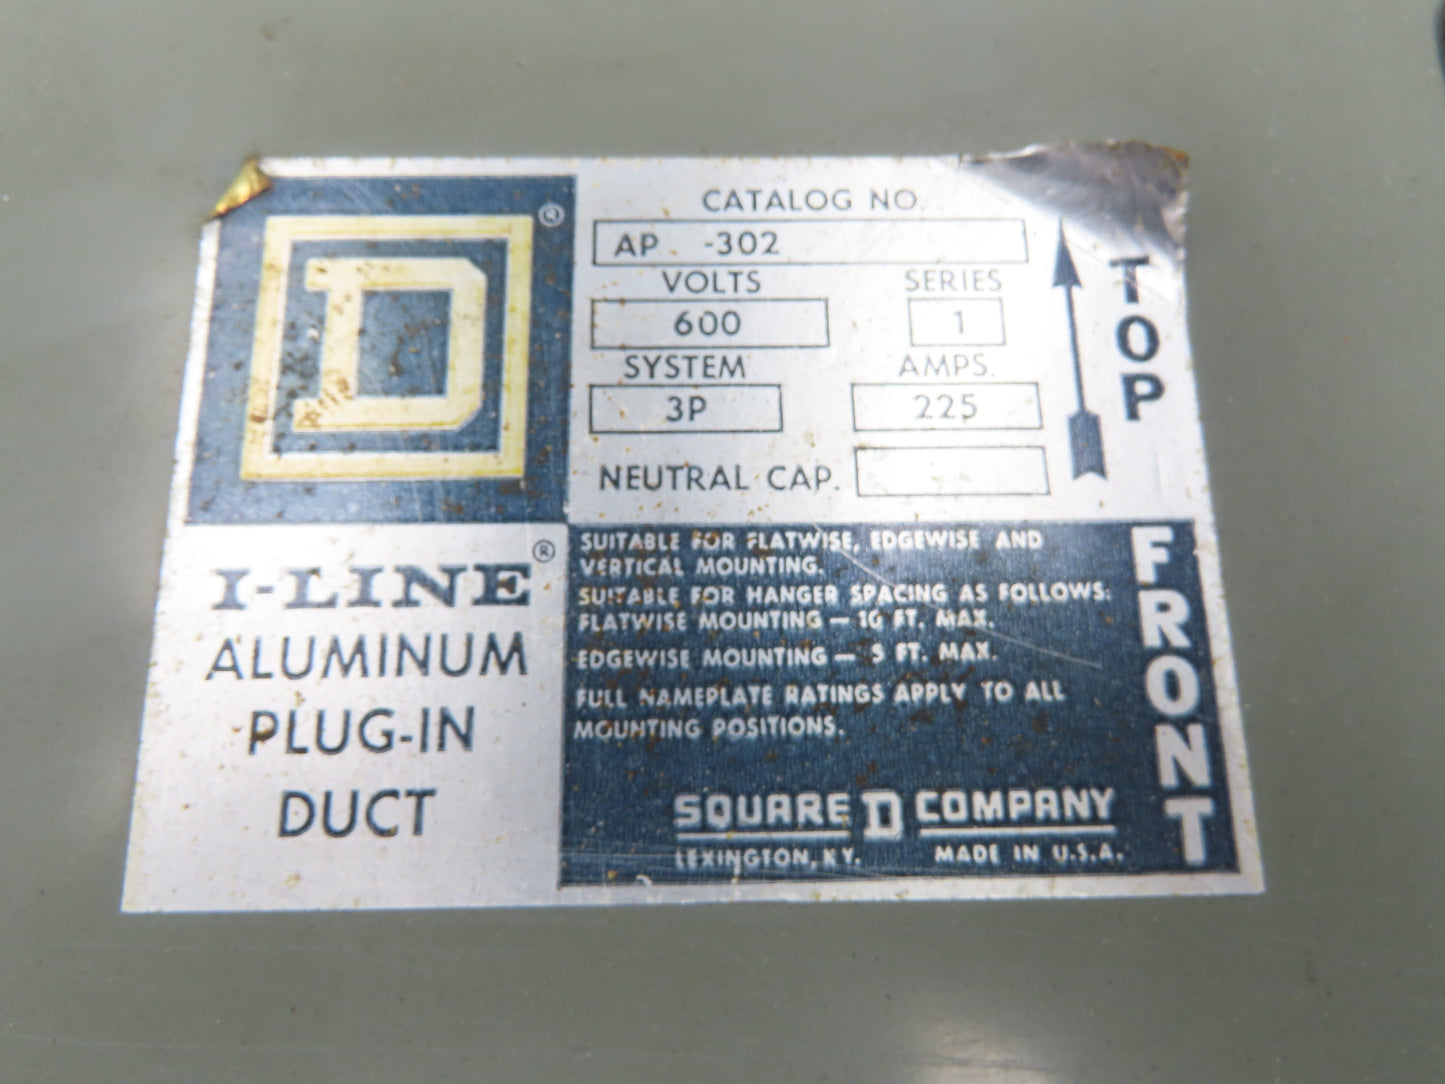 CATALOG NO.
AP -302
VOLTS SERIES
600 1
SYSTEM AMPS.
3P 225
NEUTRAL CAP.
TOP
D ®
I-LINE ®
ALUMINUM
PLUG-IN
DUCT
SUITABLE FOR FLATWISE, EDGEWISE AND
VERTICAL MOUNTING.
SUITABLE FOR HANGER SPACING AS FOLLOWS:
FLATWISE MOUNTING — 10 FT. MAX.
EDGEWISE MOUNTING — 5 FT. MAX.
FULL NAMEPLATE RATINGS APPLY TO ALL
MOUNTING POSITIONS.
SQUARE D COMPANY
LEXINGTON, KY. MADE IN U.S.A.
FRONT